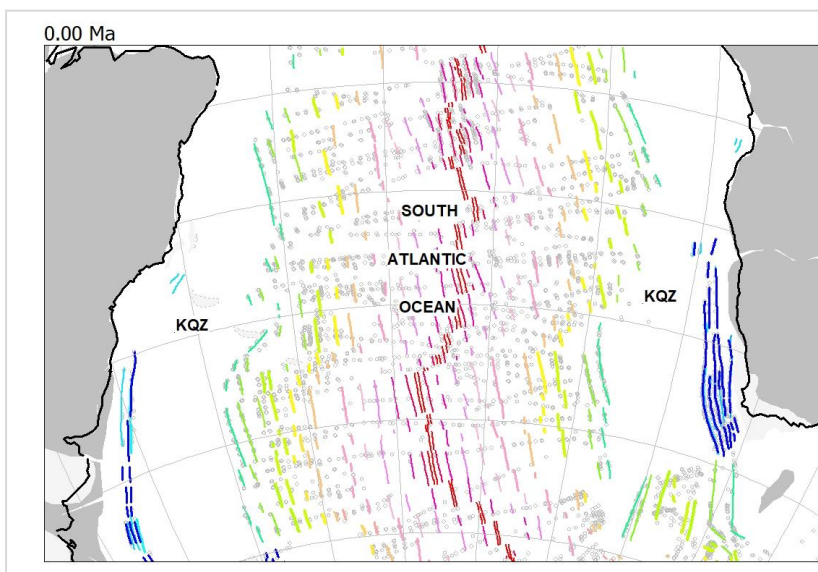 0.00 Ma
SOUTH
ATLANTIC
KQZ
OCEAN
KQZ